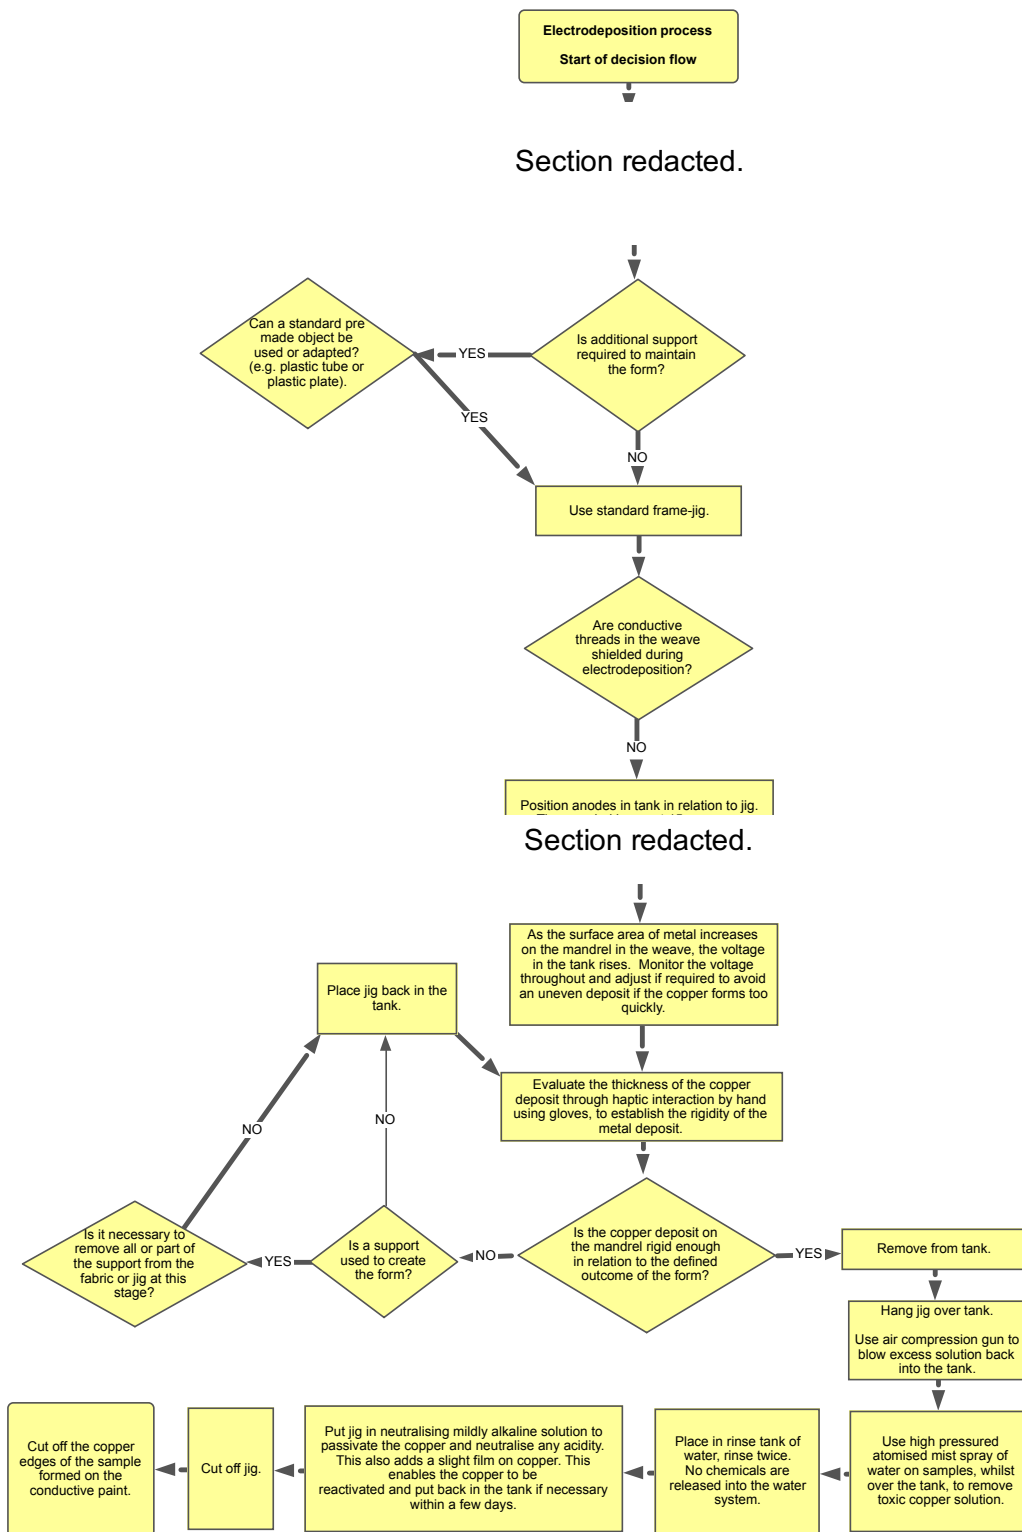 Electrodeposition process
Start of decision flow
Section redacted.
Can a standard pre
made object be
used or adapted?
(e.g. plastic tube or
plastic plate).
YES
Is additional support
required to maintain
the form?
YES
NO
Use standard frame-jig.
Are conductive
threads in the weave
shielded during
electrodeposition?
NO
Position anodes in tank in relation to jig.
Section redacted.
As the surface area of metal increases
on the mandrel in the weave, the voltage
in the tank rises.  Monitor the voltage
throughout and adjust if required to avoid
an uneven deposit if the copper forms too
quickly.
Place jig back in the
tank.
Evaluate the thickness of the copper
deposit through haptic interaction by hand
using gloves, to establish the rigidity of the
metal deposit.
NO
NO
Is it necessary to
remove all or part of
the support from the
fabric or jig at this
stage?
YES
Is a support
used to create
the form?
NO
Is the copper deposit on
the mandrel rigid enough
in relation to the defined
outcome of the form?
YES
Remove from tank.
Hang jig over tank.
Use air compression gun to
blow excess solution back
into the tank.
Cut off the copper
edges of the sample
formed on the
conductive paint.
Cut off jig.
Put jig in neutralising mildly alkaline solution to
passivate the copper and neutralise any acidity.
This also adds a slight film on copper. This
enables the copper to be
reactivated and put back in the tank if necessary
within a few days.
Place in rinse tank of
water, rinse twice.
No chemicals are
released into the water
system.
Use high pressured
atomised mist spray of
water on samples, whilst
over the tank, to remove
toxic copper solution.